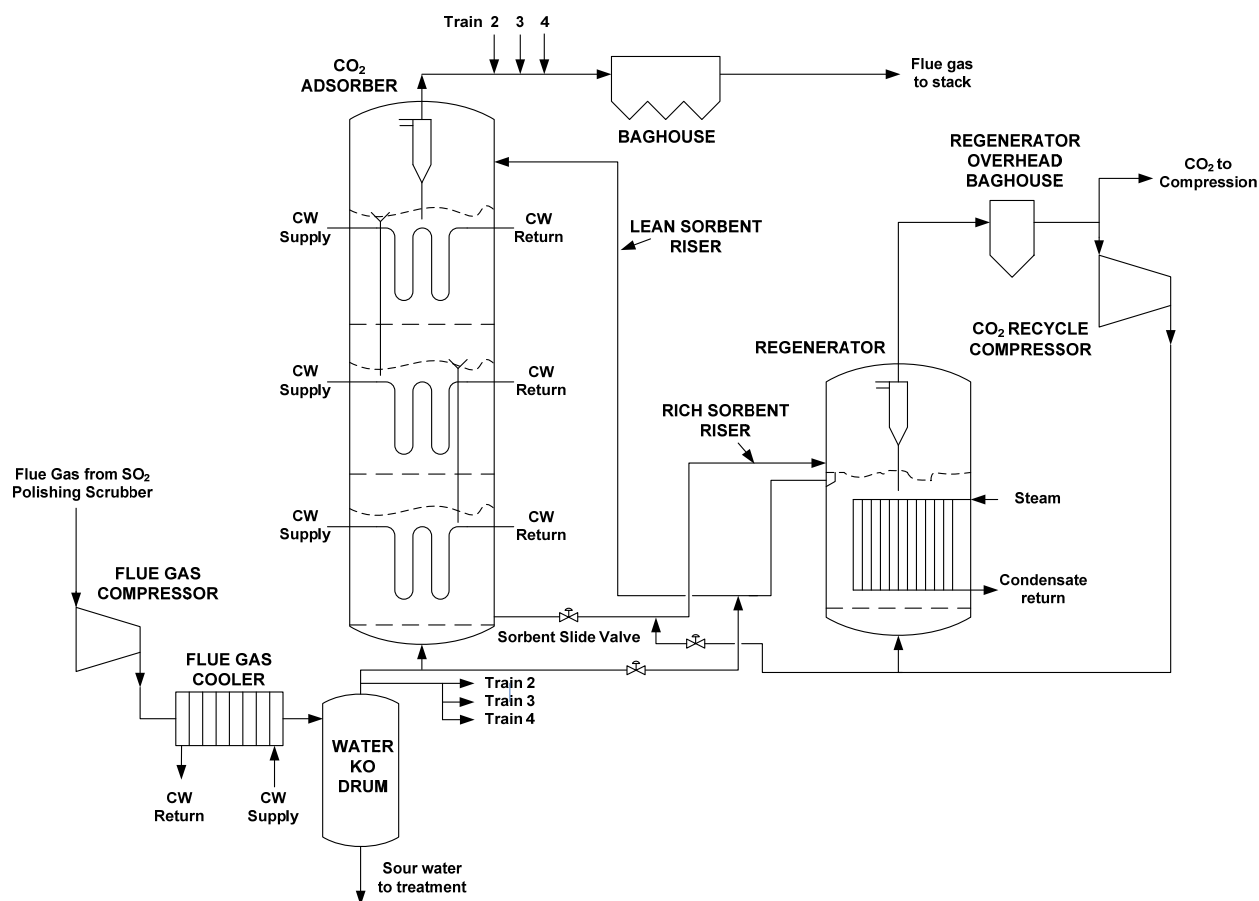 Train 2 3 4
CO₂
ADSORBER
Flue gas
to stack
BAGHOUSE
REGENERATOR
OVERHEAD
BAGHOUSE
CO₂ to
Compression
CW
Supply
CW
Return
LEAN SORBENT
RISER
CO₂ RECYCLE
COMPRESSOR
REGENERATOR
CW
Supply
CW
Return
RICH SORBENT
RISER
Flue Gas from SO₂
Polishing Scrubber
Steam
CW
Supply
CW
Return
FLUE GAS
COMPRESSOR
Condensate
return
Sorbent Slide Valve
FLUE GAS
COOLER
Train 2
Train 3
Train 4
WATER
KO
DRUM
CW
Return
CW
Supply
Sour water
to treatment